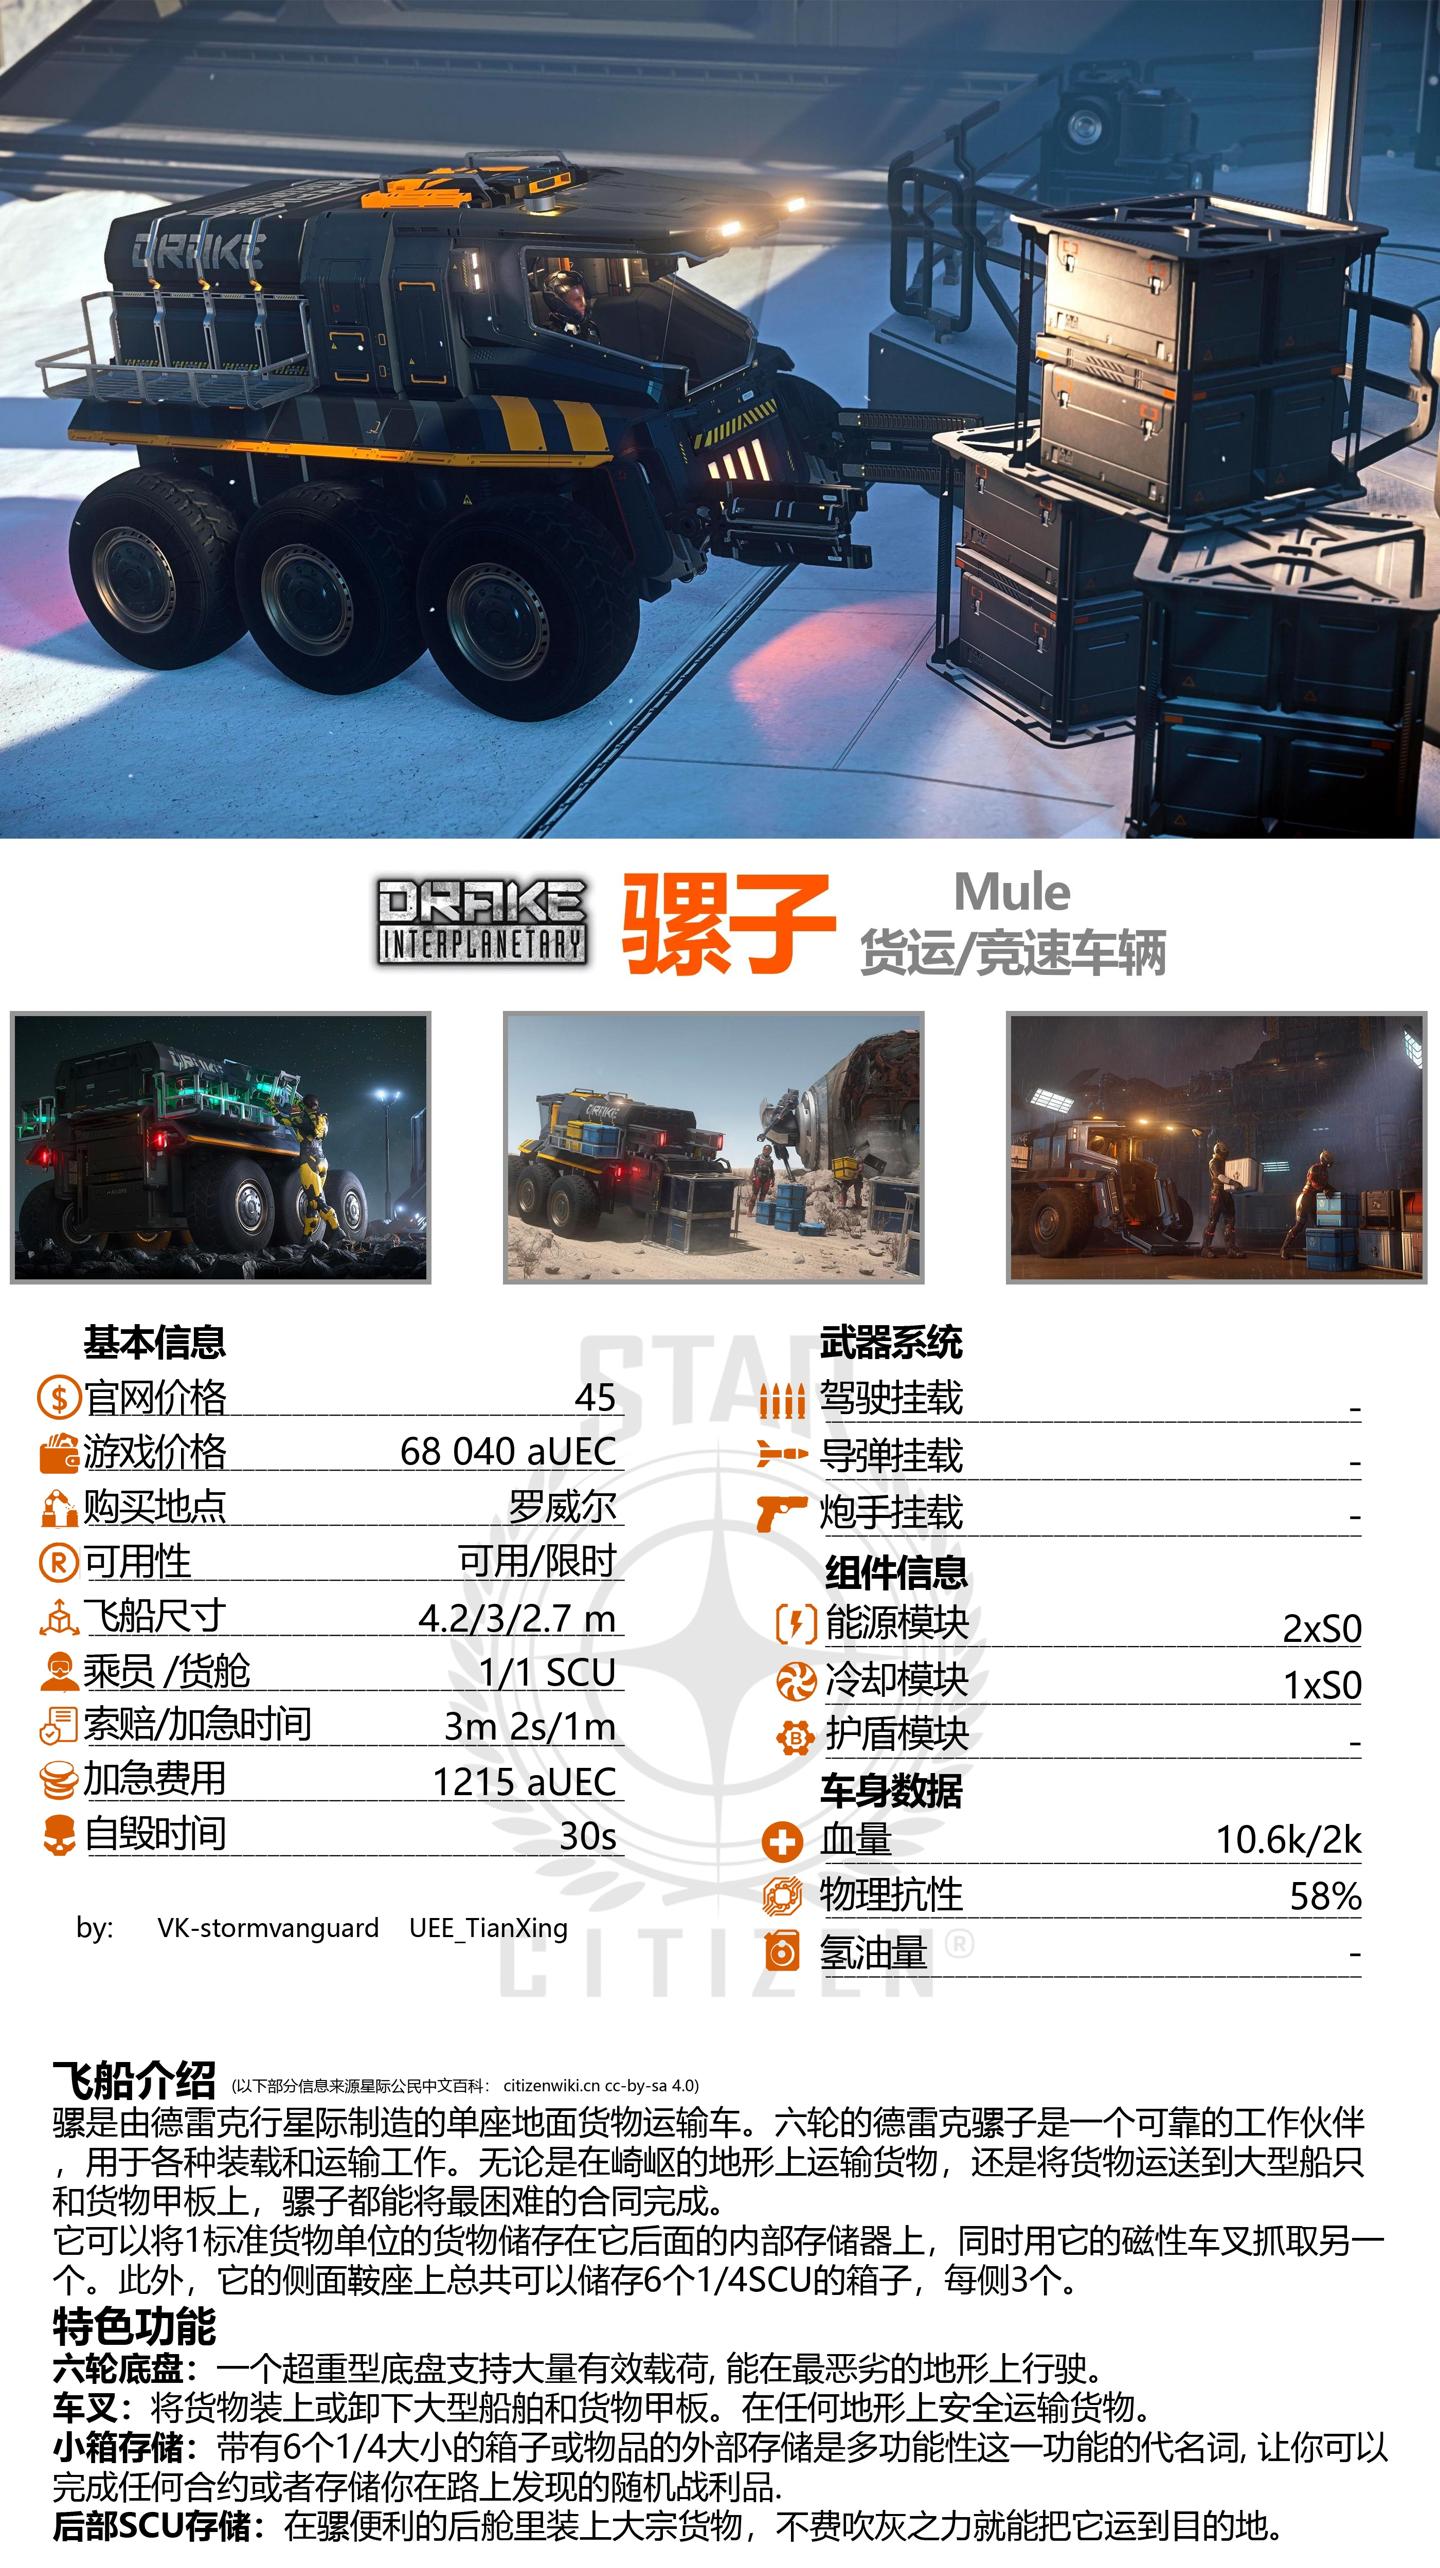 DRAKE
DRAKE
INTERPLANETARY
骡子
Mule
货运/竞速车辆
DRAKE
DRAKE
基本信息
官网价格 45
游戏价格 68 040 aUEC
购买地点 罗威尔
可用性 可用/限时
飞船尺寸 4.2/3/2.7 m
乘员 /货舱 1/1 SCU
索赔/加急时间 3m 2s/1m
加急费用 1215 aUEC
自毁时间 30s
by: VK-stormvanguard UEE_TianXing
武器系统
驾驶挂载 -
导弹挂载 -
炮手挂载 -
组件信息
能源模块 2xS0
冷却模块 1xS0
护盾模块 -
车身数据
血量 10.6k/2k
物理抗性 58%
氢油量 -
STAR
CITIZEN®
飞船介绍 (以下部分信息来源星际公民中文百科： citizenwiki.cn cc-by-sa 4.0)
骡是由德雷克行星际制造的单座地面货物运输车。六轮的德雷克骡子是一个可靠的工作伙伴
，用于各种装载和运输工作。无论是在崎岖的地形上运输货物，还是将货物运送到大型船只
和货物甲板上，骡子都能将最困难的合同完成。
它可以将1标准货物单位的货物储存在它后面的内部存储器上，同时用它的磁性车叉抓取另一
个。此外，它的侧面鞍座上总共可以储存6个1/4SCU的箱子，每侧3个。
特色功能
六轮底盘：一个超重型底盘支持大量有效载荷, 能在最恶劣的地形上行驶。
车叉：将货物装上或卸下大型船舶和货物甲板。在任何地形上安全运输货物。
小箱存储：带有6个1/4大小的箱子或物品的外部存储是多功能性这一功能的代名词, 让你可以
完成任何合约或者存储你在路上发现的随机战利品.
后部SCU存储：在骡便利的后舱里装上大宗货物，不费吹灰之力就能把它运到目的地。